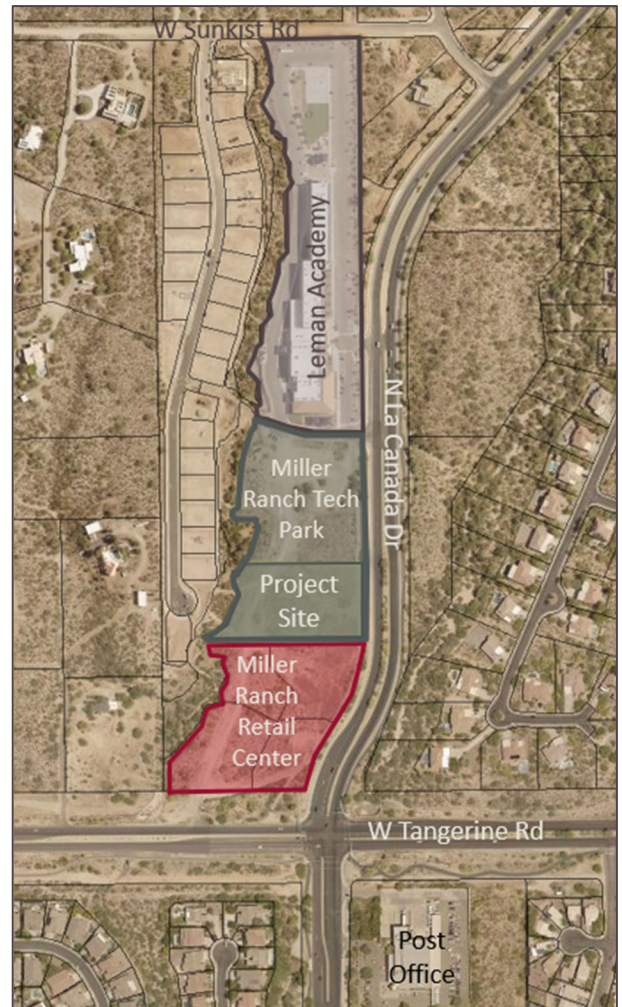 W Sunkist Rd
Leman Academy
N La Canada Dr
Miller
Ranch Tech
Park
Project
Site
Miller
Ranch
Retail
Center
W Tangerine Rd
Post
Office